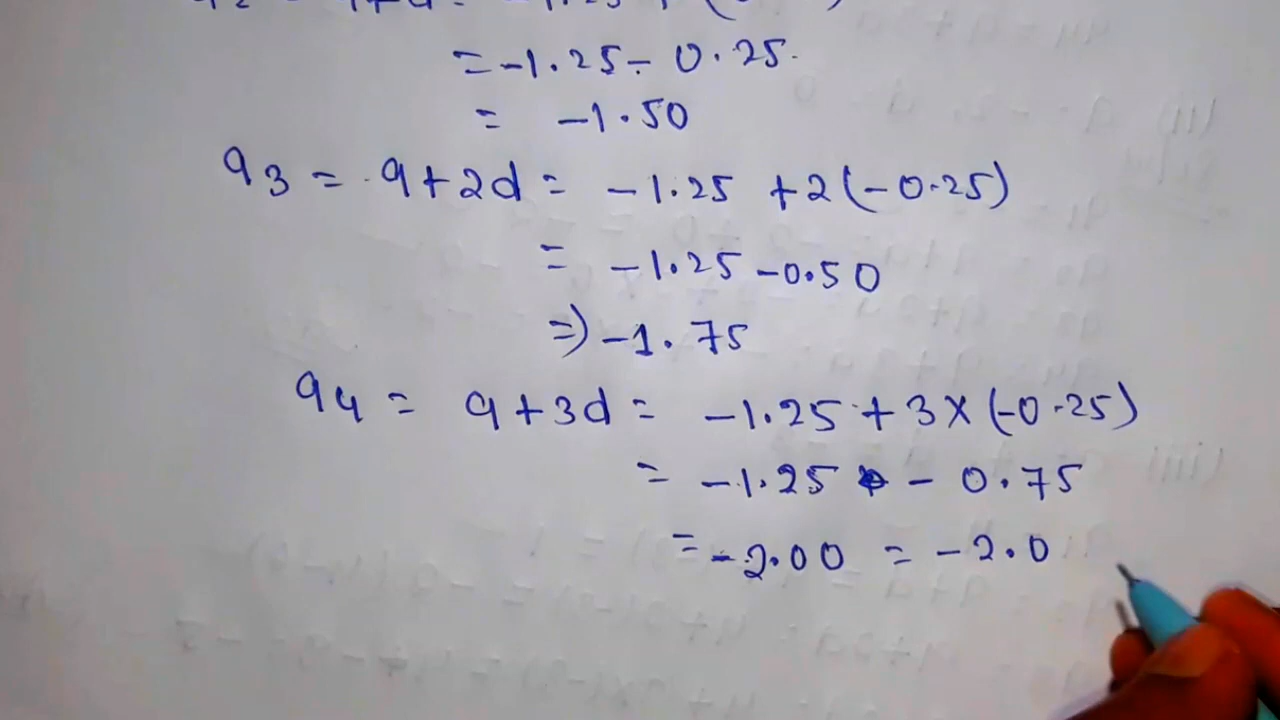 = -1.25 - 0.25.
= -1.50
a3 = a+2d = -1.25 +2(-0.25)
= -1.25 -0.50
=) -1.75
a4 = a+3d = -1.25 + 3×(-0.25)
= -1.25 - 0.75
= -2.00 = -2.0